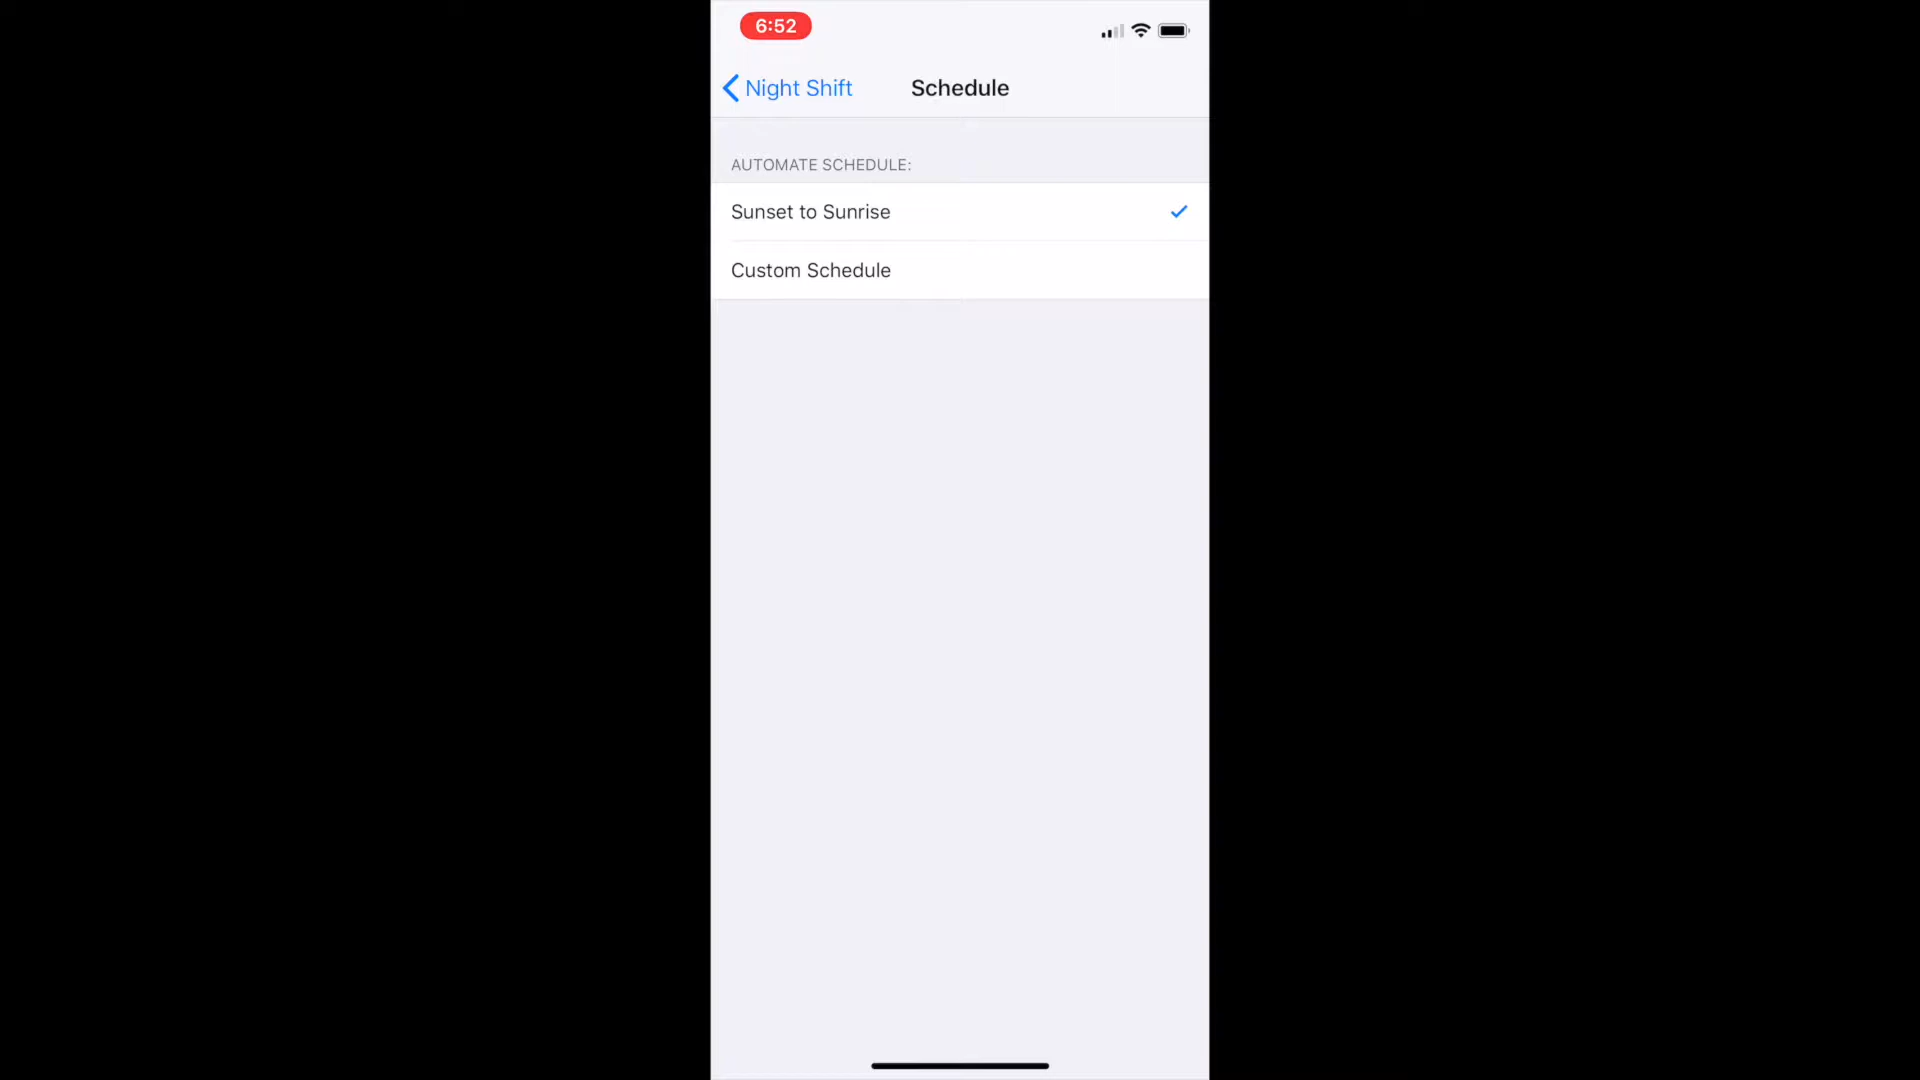 6:52
Night Shift
Schedule
AUTOMATE SCHEDULE:
Sunset to Sunrise
Custom Schedule